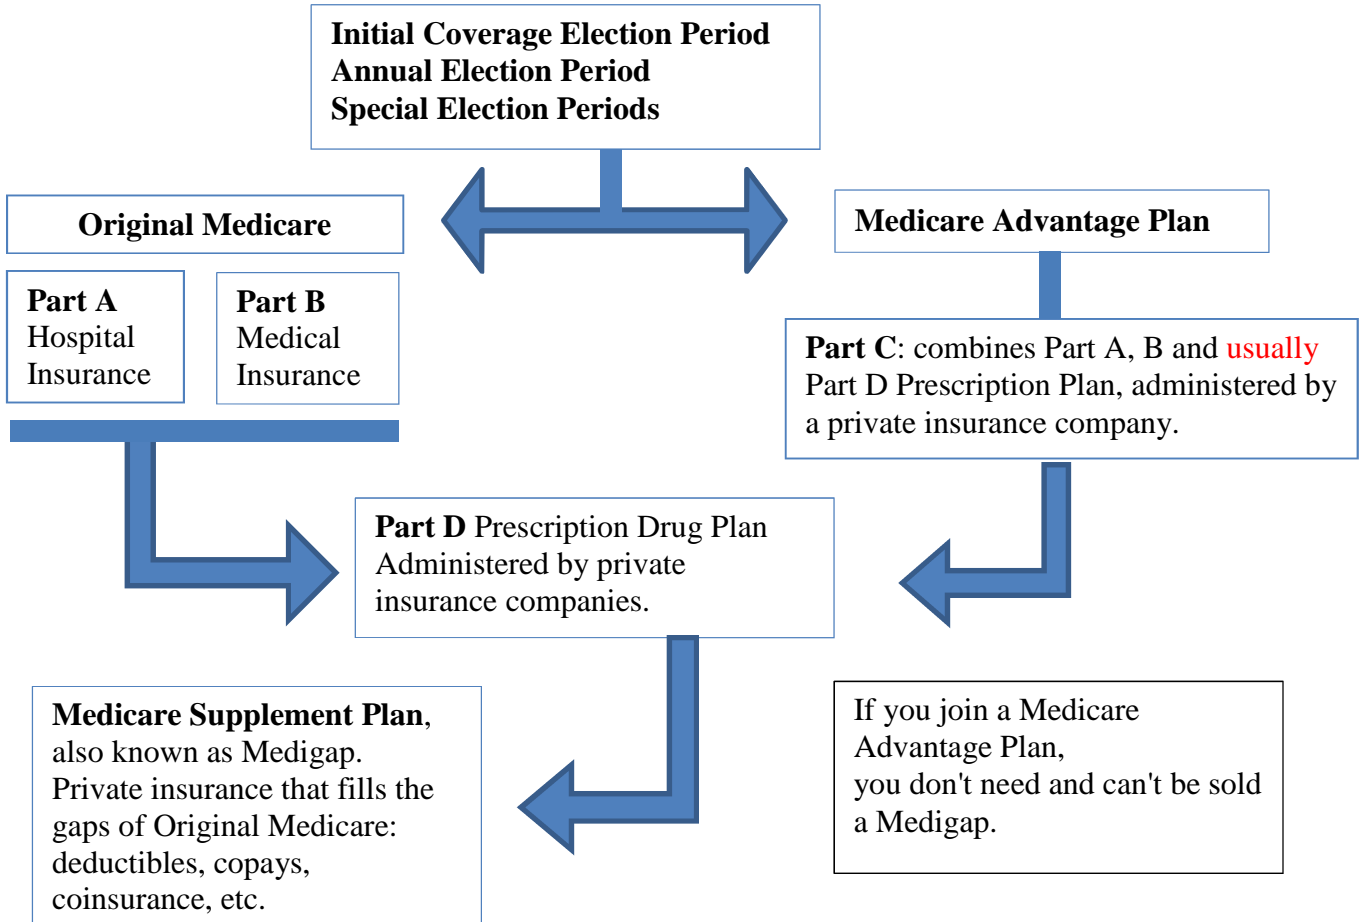 Initial Coverage Election Period
Annual Election Period
Special Election Periods
Original Medicare
Medicare Advantage Plan
Part A
Hospital
Insurance
Part B
Medical
Insurance
Part C: combines Part A, B and usually
Part D Prescription Plan, administered by
a private insurance company.
Part D Prescription Drug Plan
Administered by private
insurance companies.
Medicare Supplement Plan,
also known as Medigap.
Private insurance that fills the
gaps of Original Medicare:
deductibles, copays,
coinsurance, etc.
If you join a Medicare
Advantage Plan,
you don't need and can't be sold
a Medigap.